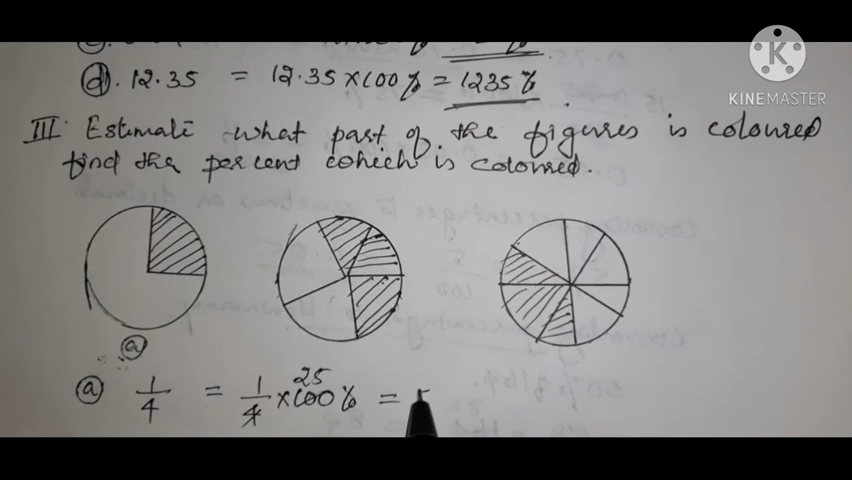 KINEMASTER
(d). 12.35 = 12.35 × 100% = 1235%.
III. Estimate what part of the figures is coloured
find the percent which is coloured.
(a)
(a) 1/4 = 1/4 × 100% 25 =